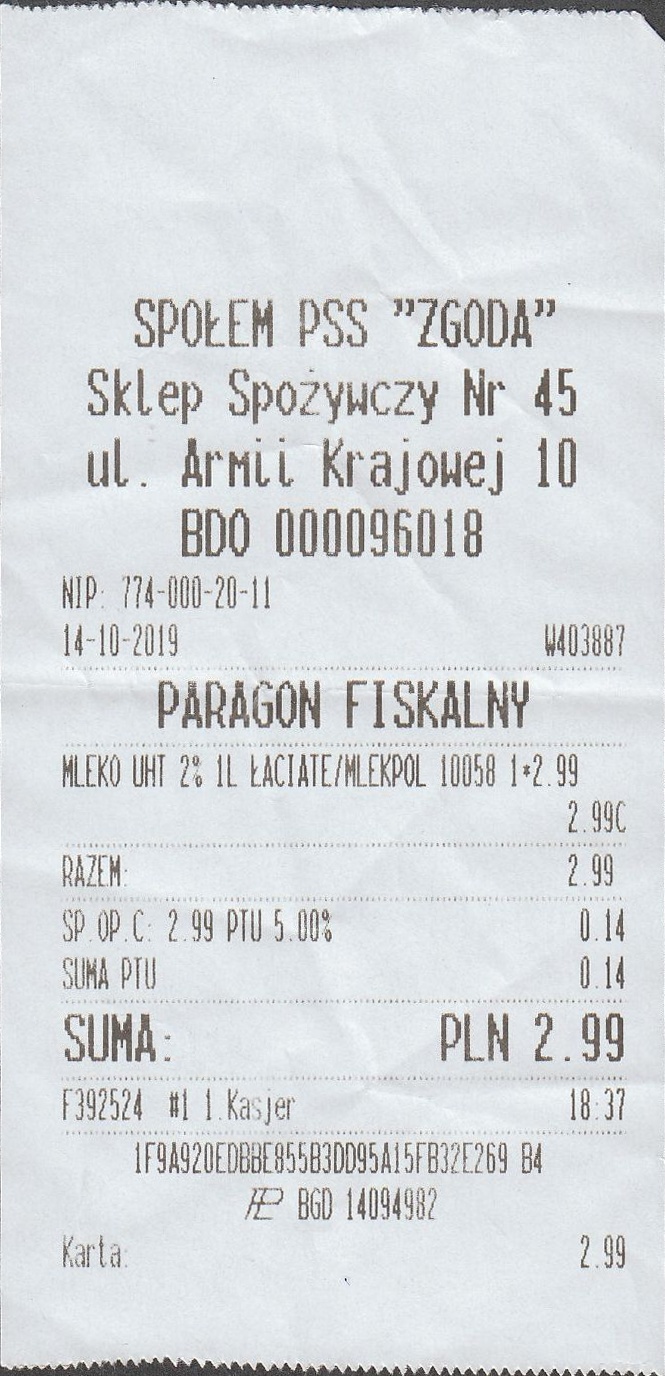 SPOŁEM PSS "ZGODA"
Sklep Spożywczy Nr 45
ul. Armii Krajowej 10
BDO 000096018
NIP: 774-000-20-11
14-10-2019 W403887
PARAGON FISKALNY
MLEKO UHT 2% 1L ŁACIATE/MLEKPOL 10058 1*2.99
2.99C
RAZEM: 2.99
SP.OP.C: 2.99 PTU 5.00% 0.14
SUMA PTU 0.14
SUMA: PLN 2.99
F392524 #1 1.Kasjer 18:37
1F9A920EDBBE855B3DD95A15FB32E269 B4
BGD 14094982
Karta: 2.99